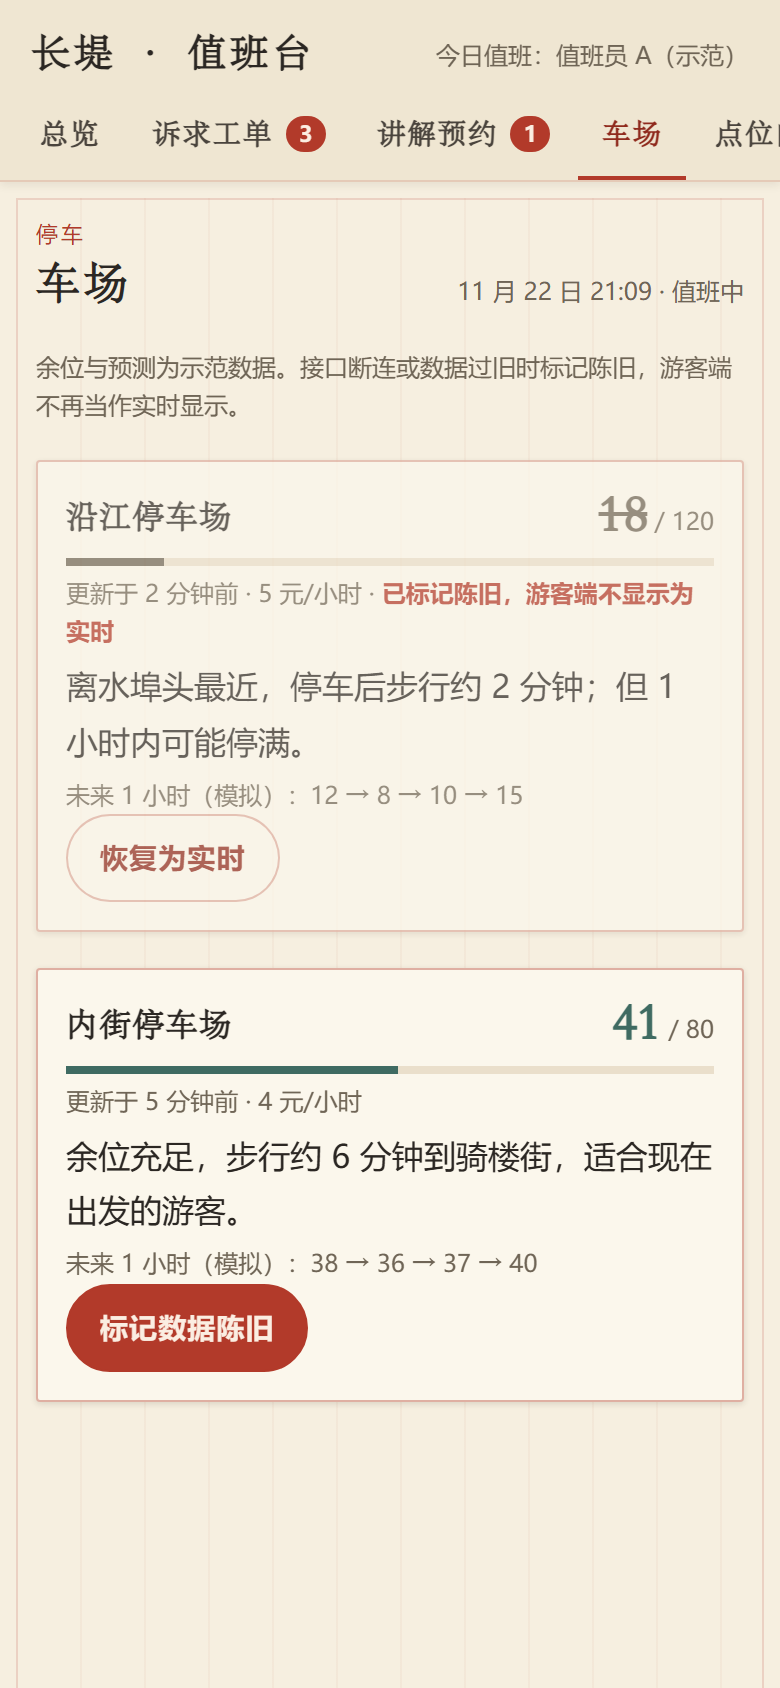 长堤 · 值班台
今日值班：值班员 A（示范）
总览 诉求工单 3 讲解预约 1 车场 点位
停车
车场
11 月 22 日 21:09 · 值班中
余位与预测为示范数据。接口断连或数据过旧时标记陈旧，游客端
不再当作实时显示。
沿江停车场
18 / 120
更新于 2 分钟前 · 5 元/小时 · 已标记陈旧，游客端不显示为
实时
离水埠头最近，停车后步行约 2 分钟；但 1
小时内可能停满。
未来 1 小时（模拟）：12 → 8 → 10 → 15
恢复为实时
内街停车场
41 / 80
更新于 5 分钟前 · 4 元/小时
余位充足，步行约 6 分钟到骑楼街，适合现在
出发的游客。
未来 1 小时（模拟）：38 → 36 → 37 → 40
标记数据陈旧